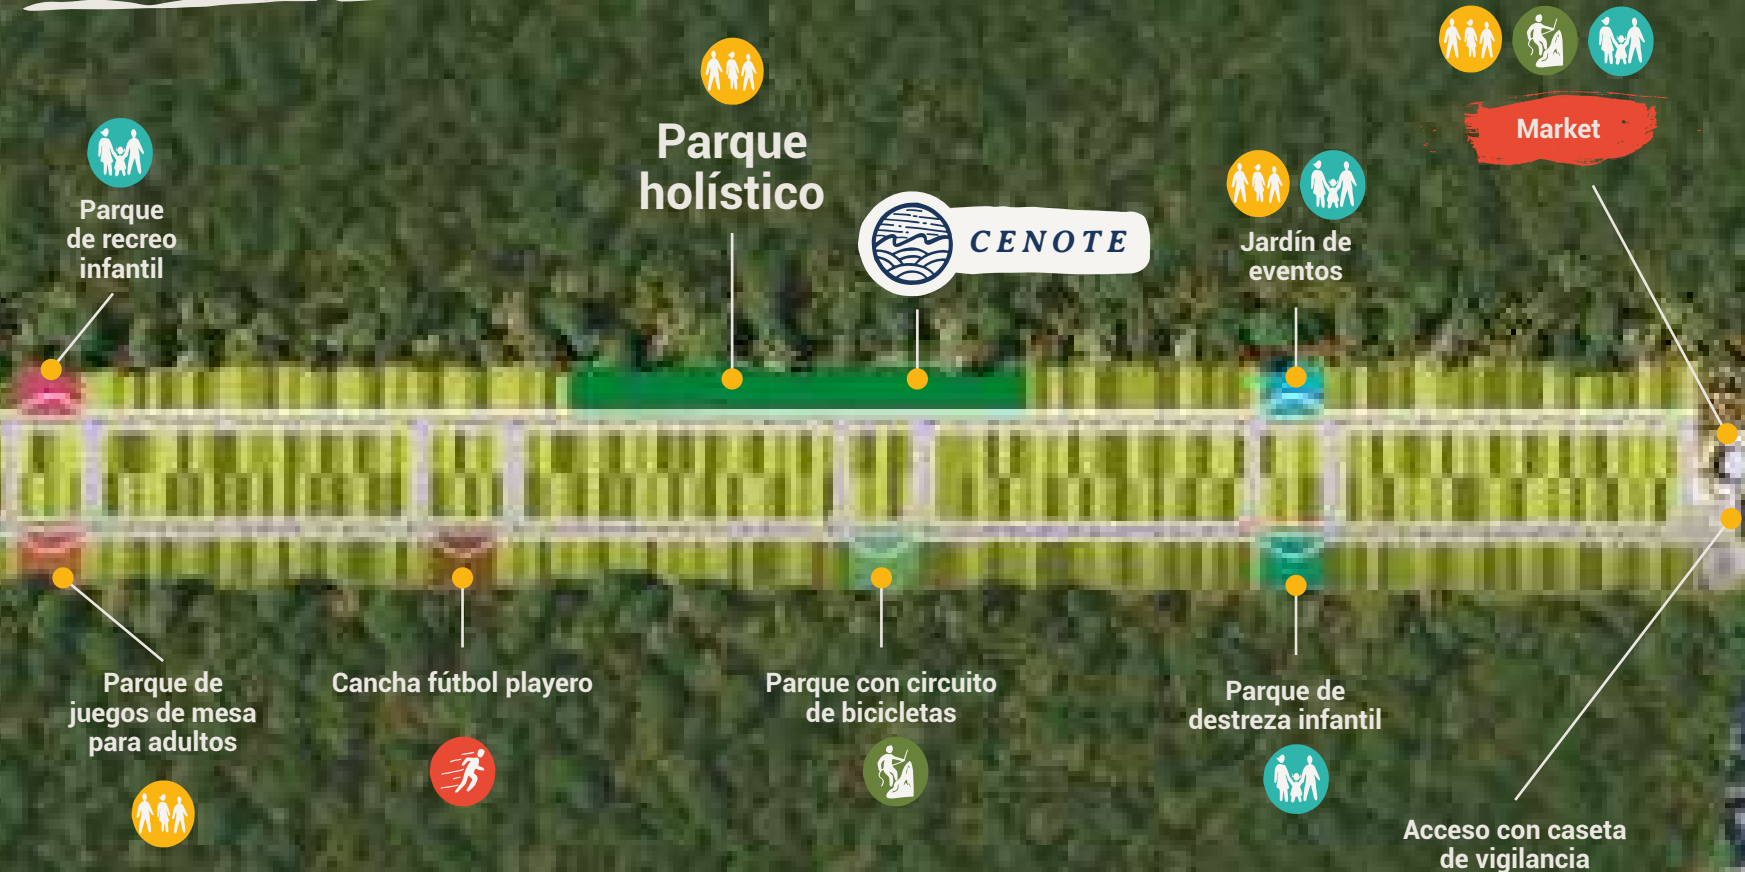 Market
Parque
holístico
Parque
de recreo
infantil
CENOTE
Jardín de
eventos
Parque de
juegos de mesa
para adultos
Cancha fútbol playero
Parque con circuito
de bicicletas
Parque de
destreza infantil
Acceso con caseta
de vigilancia